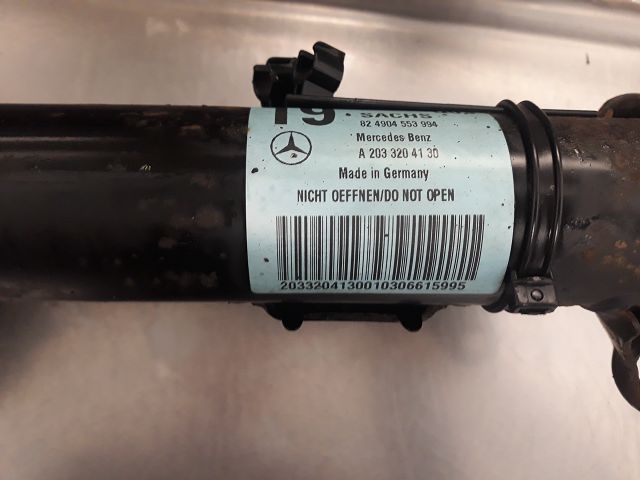 19
SACHS
82 4904 553 994
Mercedes Benz
A 203 320 41 30
Made in Germany
NICHT OEFFNEN/DO NOT OPEN
2033204130010306615995